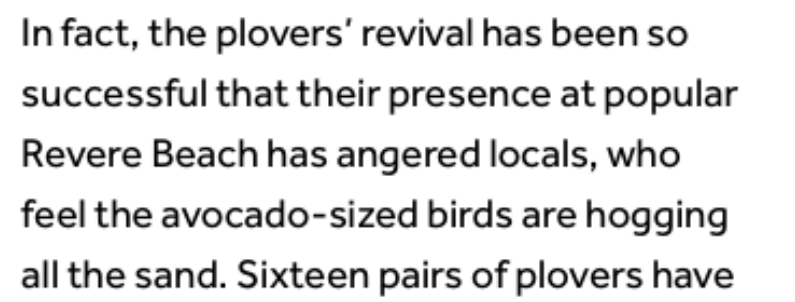 In fact, the plovers’ revival has been so
successful that their presence at popular
Revere Beach has angered locals, who
feel the avocado-sized birds are hogging
all the sand. Sixteen pairs of plovers have